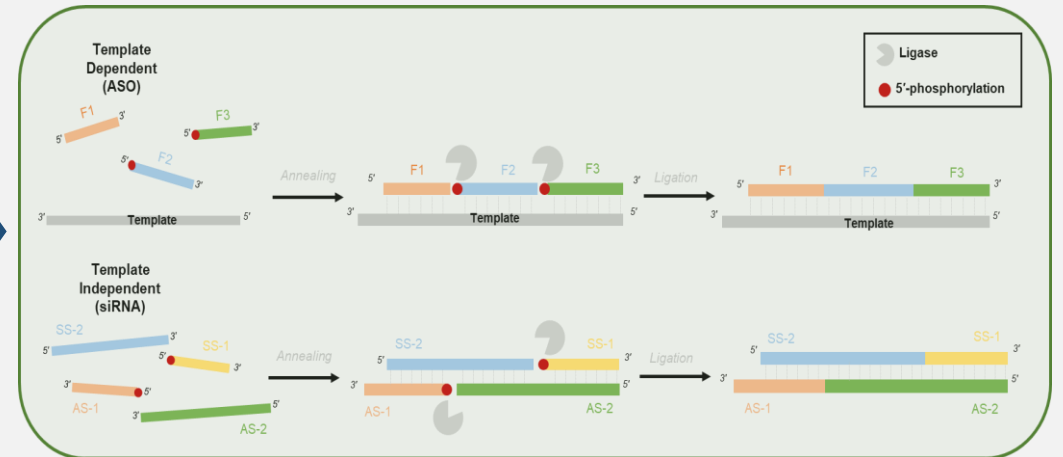 Template
Dependent
(ASO)
Ligase
5'-phosphorylation
F1
5'
3'
F3
5'
3'
F2
5'
3'
3'
Template
5'
Annealing
5'
F1
F2
F3
3'
3'
Template
5'
Ligation
5'
F1
F2
F3
3'
3'
Template
5'
Template
Independent
(siRNA)
SS-2
5'
3'
SS-1
5'
3'
3'
5'
AS-1
3'
5'
AS-2
Annealing
SS-2
SS-1
5'
3'
3'
5'
AS-1
AS-2
Ligation
SS-2
SS-1
5'
3'
3'
5'
AS-1
AS-2